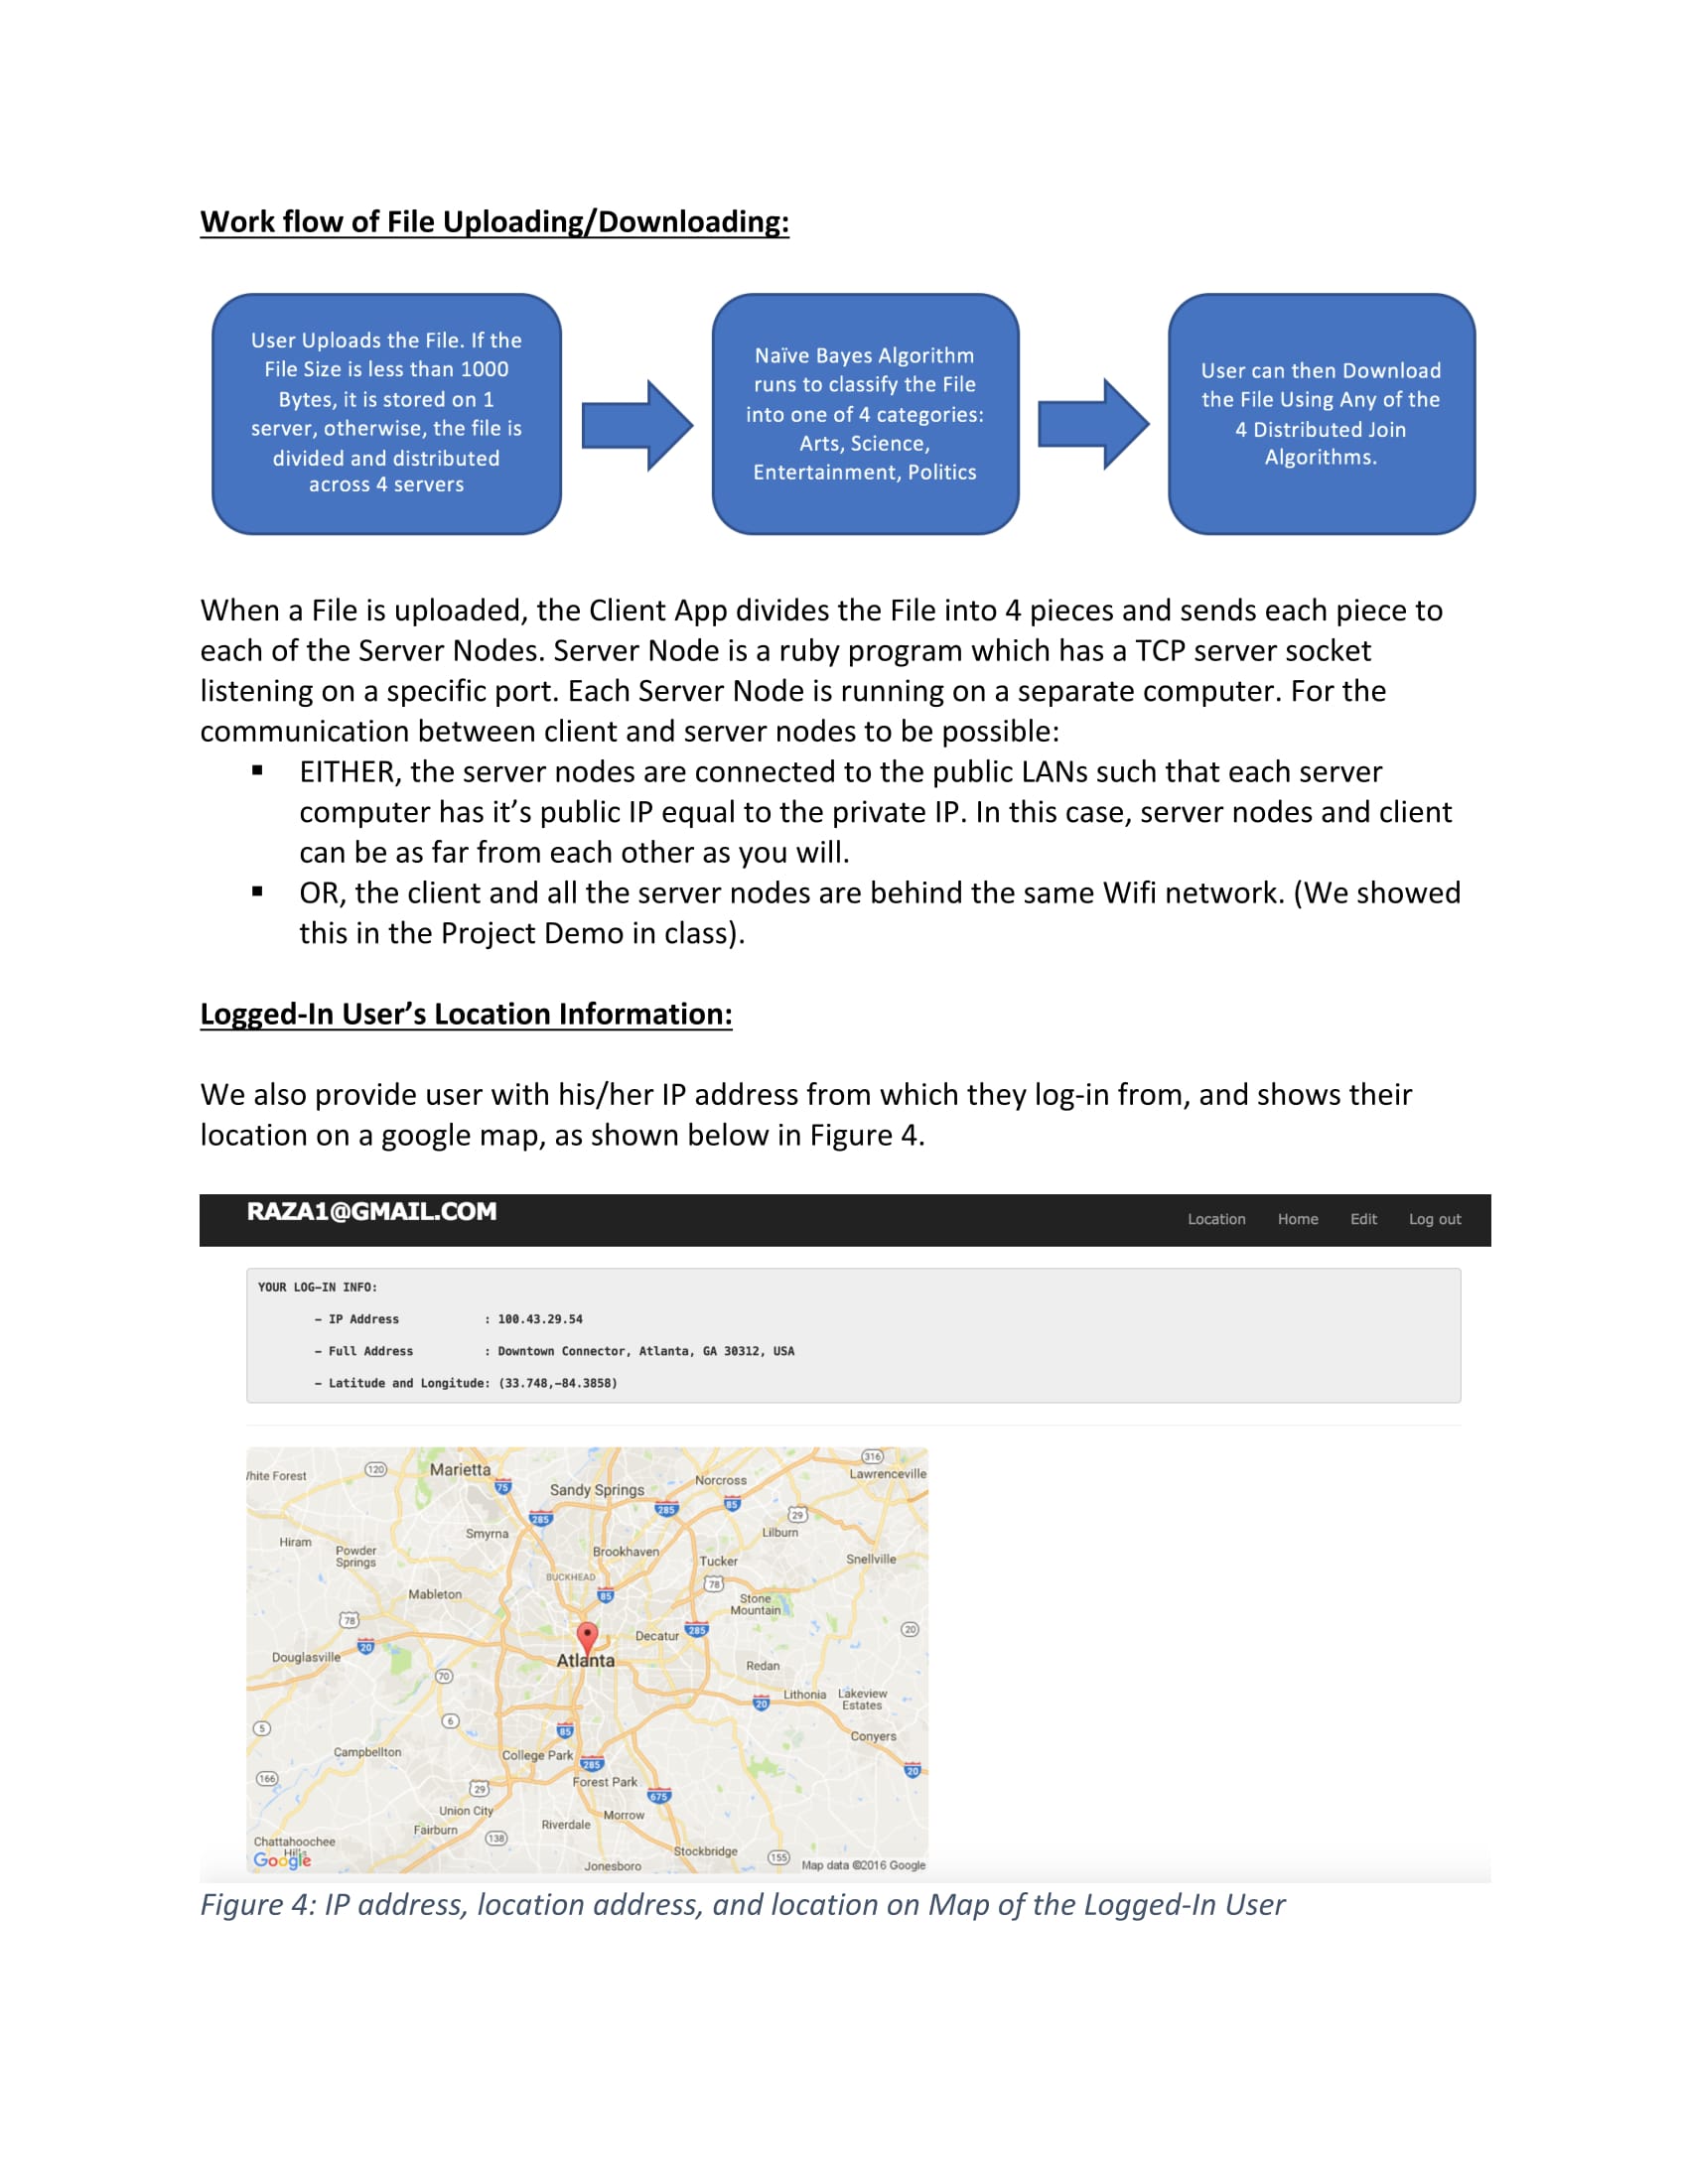 Work flow of File Uploading/Downloading:
User Uploads the File. If the
File Size is less than 1000
Bytes, it is stored on 1
server, otherwise, the file is
divided and distributed
across 4 servers
Naïve Bayes Algorithm
runs to classify the File
into one of 4 categories:
Arts, Science,
Entertainment, Politics
User can then Download
the File Using Any of the
4 Distributed Join
Algorithms.
When a File is uploaded, the Client App divides the File into 4 pieces and sends each piece to
each of the Server Nodes. Server Node is a ruby program which has a TCP server socket
listening on a specific port. Each Server Node is running on a separate computer. For the
communication between client and server nodes to be possible:
▪ EITHER, the server nodes are connected to the public LANs such that each server
computer has it’s public IP equal to the private IP. In this case, server nodes and client
can be as far from each other as you will.
▪ OR, the client and all the server nodes are behind the same Wifi network. (We showed
this in the Project Demo in class).
Logged-In User’s Location Information:
We also provide user with his/her IP address from which they log-in from, and shows their
location on a google map, as shown below in Figure 4.
RAZA1@GMAIL.COM
Location Home Edit Log out
YOUR LOG-IN INFO:
- IP Address : 100.43.29.54
- Full Address : Downtown Connector, Atlanta, GA 30312, USA
- Latitude and Longitude: (33.748,-84.3858)
316
120 Marietta Lawrenceville
White Forest Norcross
75 Sandy Springs
285 85
285 29
Smyrna Lilburn
Hiram Brookhaven
Powder
Springs
Tucker Snellville
BUCKHEAD 78
Mableton 85 Stone
Mountain
78
20 Decatur 285 20
Douglasville Atlanta Redan
70
Lithonia Lakeview
Estates
20
6
5 85 Conyers
Campbellton College Park
285 20
166 Forest Park
29 675
Union City Morrow
Fairburn Riverdale
138
Chattahoochee
Hills
Stockbridge
155
Google Jonesboro Map data ©2016 Google
Figure 4: IP address, location address, and location on Map of the Logged-In User